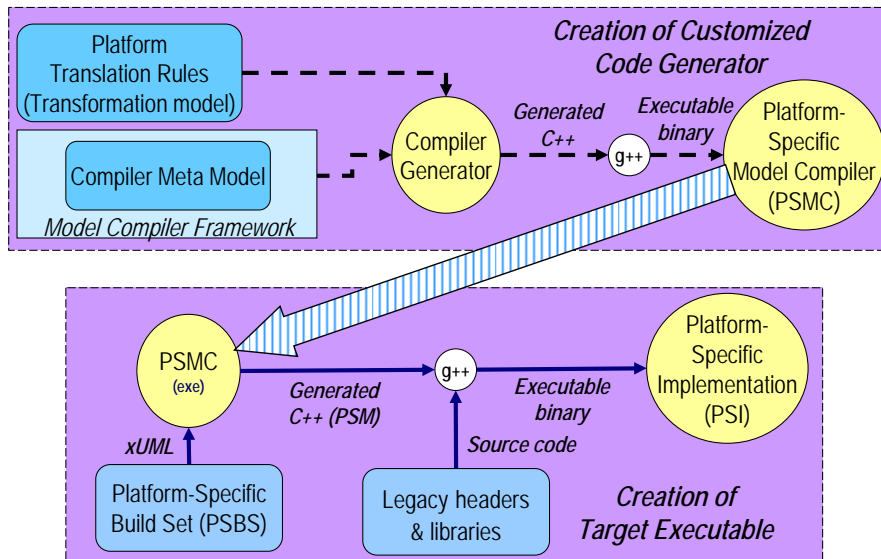 Platform
Translation Rules
(Transformation model)
Creation of Customized
Code Generator
Compiler Meta Model
Model Compiler Framework
Compiler
Generator
Generated
C++
g++
Executable
binary
Platform-
Specific
Model Compiler
(PSMC)
PSMC
(exe)
Generated
C++ (PSM)
g++
Executable
binary
Platform-
Specific
Implementation
(PSI)
xUML
Source code
Platform-Specific
Build Set (PSBS)
Legacy headers
& libraries
Creation of
Target Executable